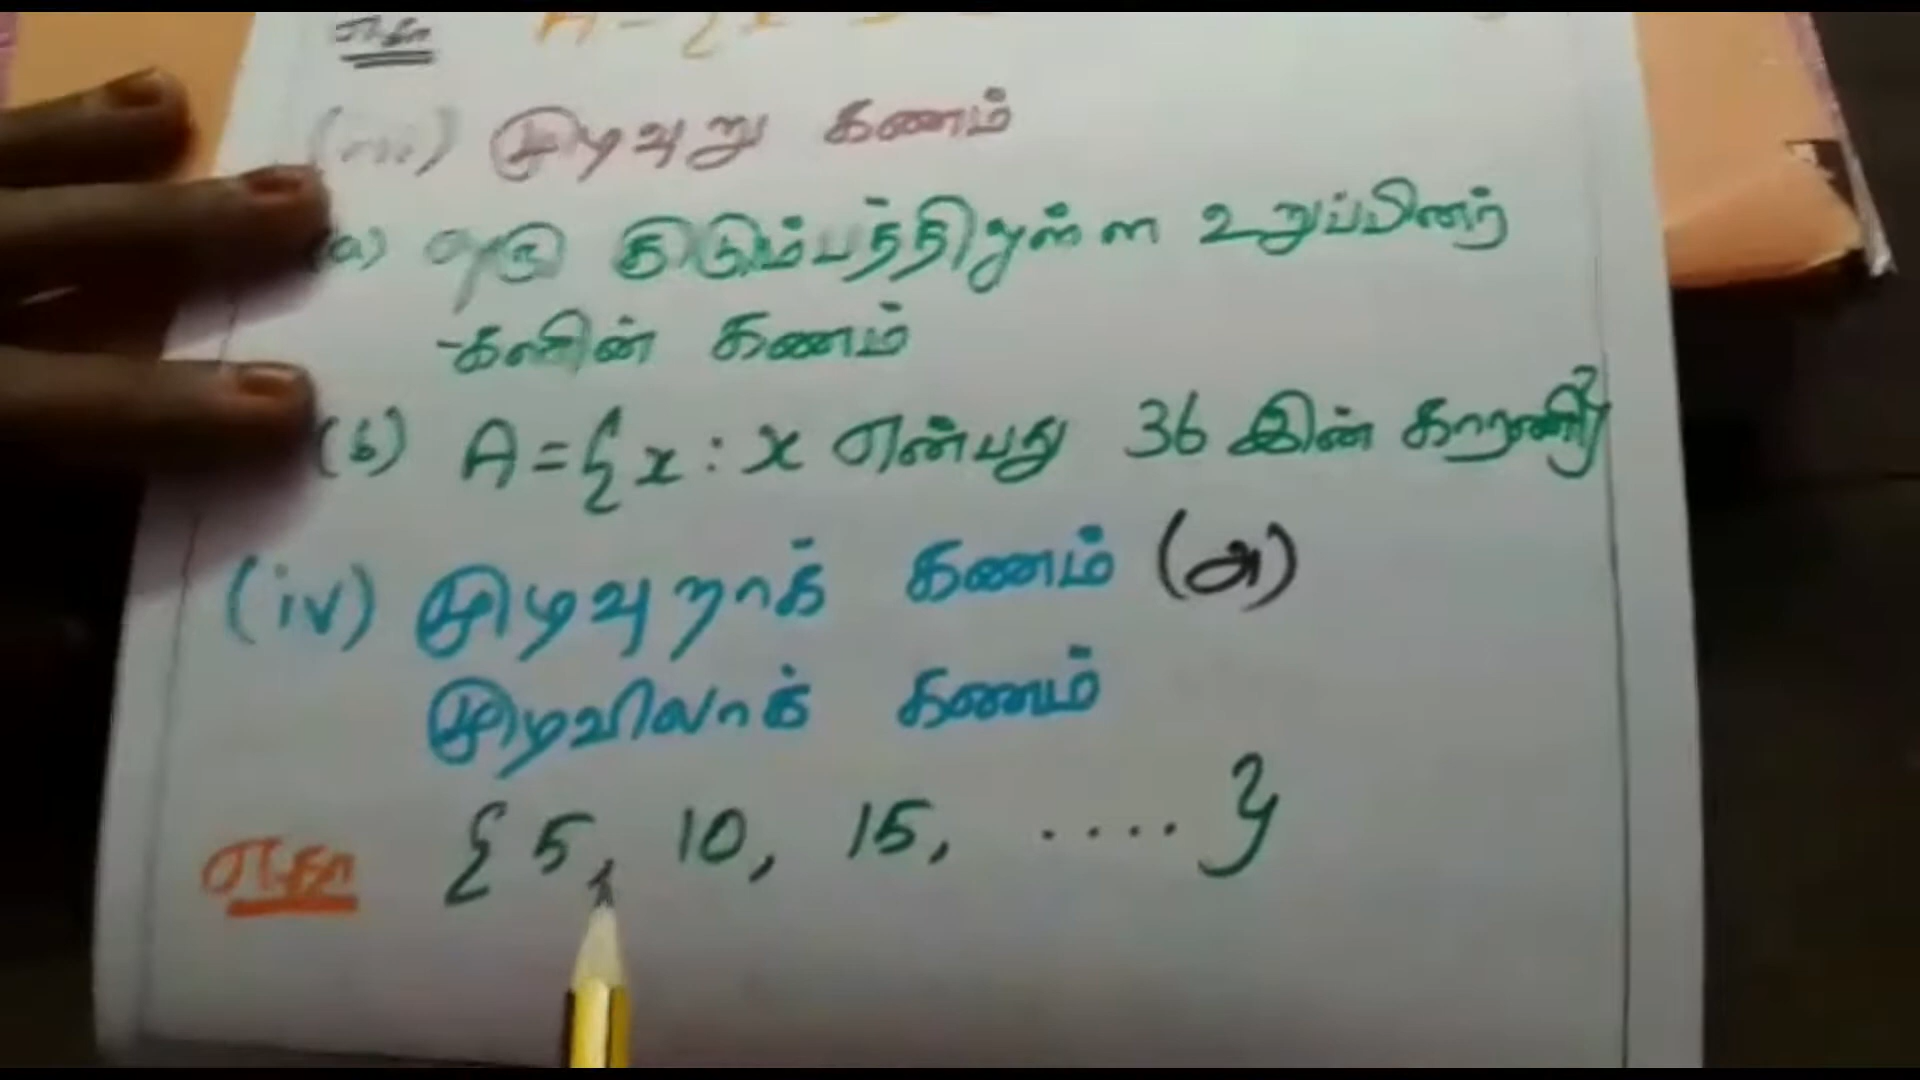 எ.கா A = {x
(iii) முடிவுறு கணம்
(a) ஒரு குடும்பத்திலுள்ள உறுப்பினர்
-களின் கணம்
(b) A = {x : x என்பது 36 இன் காரணி}
(iv) முடிவுறாக் கணம் (அ)
முடிவிலாக் கணம்
எ.கா {5, 10, 15, ....}